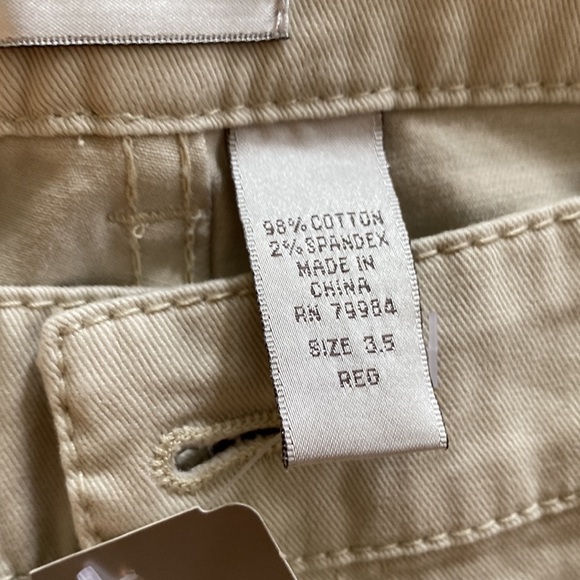 98% COTTON
2% SPANDEX
MADE IN
CHINA
RN 79984
SIZE 3.5
REG